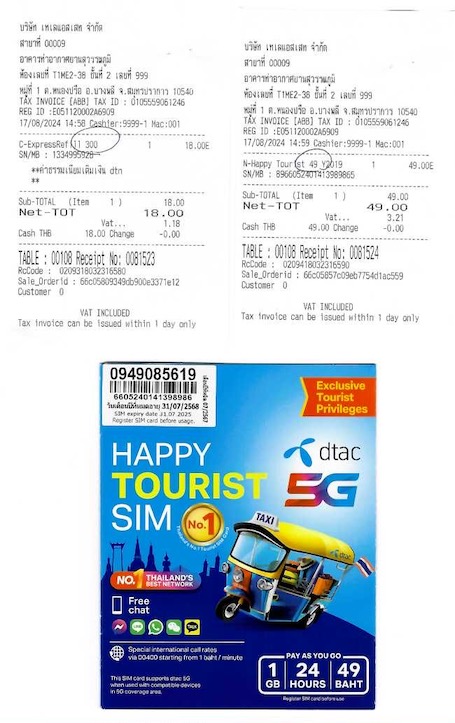 บริษัท เทเลแอสเสท จำกัด
สาขาที่ 00009
อาคารท่าอากาศยานสุวรรณภูมิ
ห้องเลขที่ T1ME2-38 ชั้นที่ 2 เลขที่ 999
หมู่ที่ 1 ต.หนองปรือ อ.บางพลี จ.สมุทรปราการ 10540
TAX INVOICE [ABB] TAX ID : 0105559061246
REG ID :E051120002A6909
17/08/2024 14:58 Cashier:9999-1 Mac:001
C-ExpressRefill 300 1 18.00E
SN/MB : 1334995928
**ค่าธรรมเนียมเติมเงิน dtn
**
Sub-TOTAL (Item 1 ) 18.00
Net-TOT 18.00
Vat... 1.18
Cash THB 18.00 Change -0.00
TABLE : 00108 Receipt No: 0081523
RcCode : 0209318032316580
Sale_Orderid : 66c05809349db900e3371e12
Customer 0
VAT INCLUDED
Tax invoice can be issued within 1 day only
บริษัท เทเลแอสเสท จำกัด
สาขาที่ 00009
อาคารท่าอากาศยานสุวรรณภูมิ
ห้องเลขที่ T1ME2-38 ชั้นที่ 2 เลขที่ 999
หมู่ที่ 1 ต.หนองปรือ อ.บางพลี จ.สมุทรปราการ 10540
TAX INVOICE [ABB] TAX ID : 0105559061246
REG ID :E051120002A6909
17/08/2024 14:59 Cashier:9999-1 Mac:001
N-Happy Tourist 49_Y2019 1 49.00E
SN/MB : 8966052401413989865
Sub-TOTAL (Item 1 ) 49.00
Net-TOT 49.00
Vat... 3.21
Cash THB 49.00 Change -0.00
TABLE : 00108 Receipt No: 0081524
RcCode : 0209418032316590
Sale_Orderid : 66c05857c09eb7754d1ac559
Customer 0
VAT INCLUDED
Tax invoice can be issued within 1 day only
0949085619
6605240141398986
วันเดือนปีที่หมดอายุ 31/07/2568
SIM expiry date 31.07.2025
Register SIM card before usage.
Exclusive
Tourist
Privileges
dtac
5G
HAPPY
TOURIST
SIM
No.1
TAXI
dtac
NO.1 THAILAND'S
BEST NETWORK
Free
chat
LINE
TALK
Special international call rates
via 00400 starting from 1 baht / minute
This SIM card supports dtac 5G
when used with compatible devices
in 5G coverage area.
PAY AS YOU GO
1 GB
24 HOURS
49 BAHT
Register SIM card before use